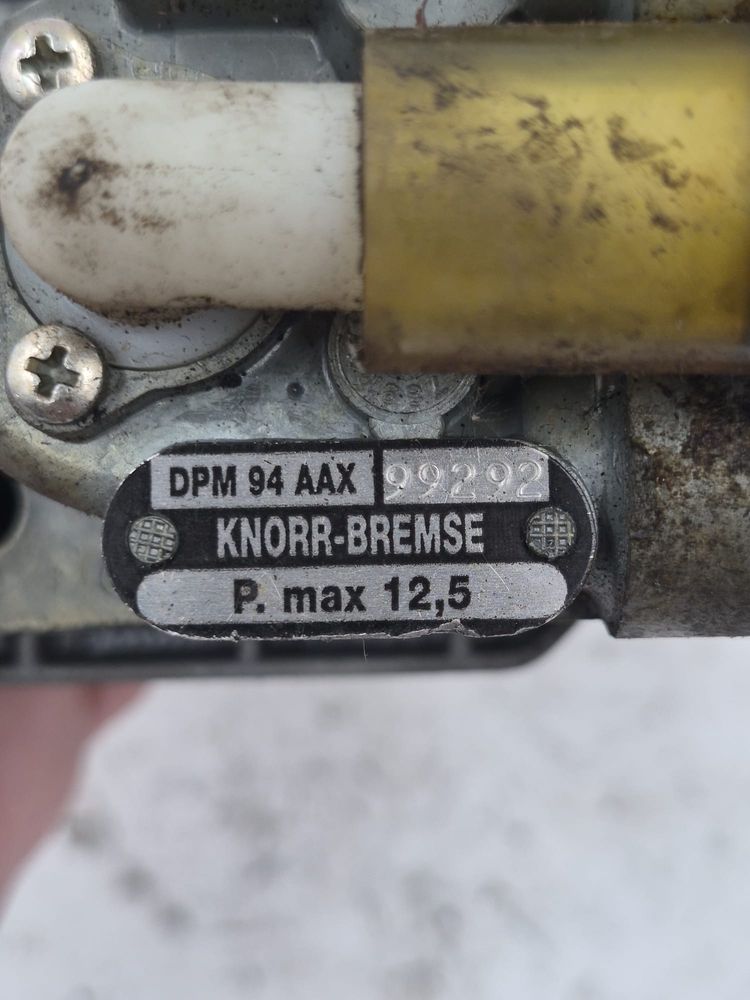 DPM 94 AAX 99292
KNORR-BREMSE
P. max 12,5